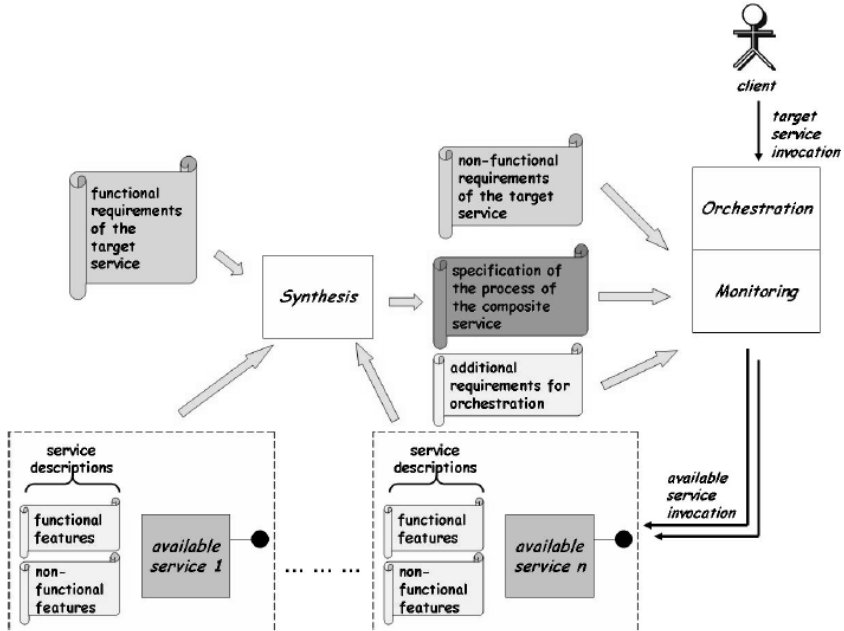 client
target
service
invocation
functional
requirements
of the
target
service
non-functional
requirements
of the target
service
Orchestration
Synthesis
specification of
the process of
the composite
service
Monitoring
additional
requirements for
orchestration
service
descriptions
functional
features
non-
functional
features
available
service 1
... ... ...
service
descriptions
functional
features
non-
functional
features
available
service n
available
service
invocation